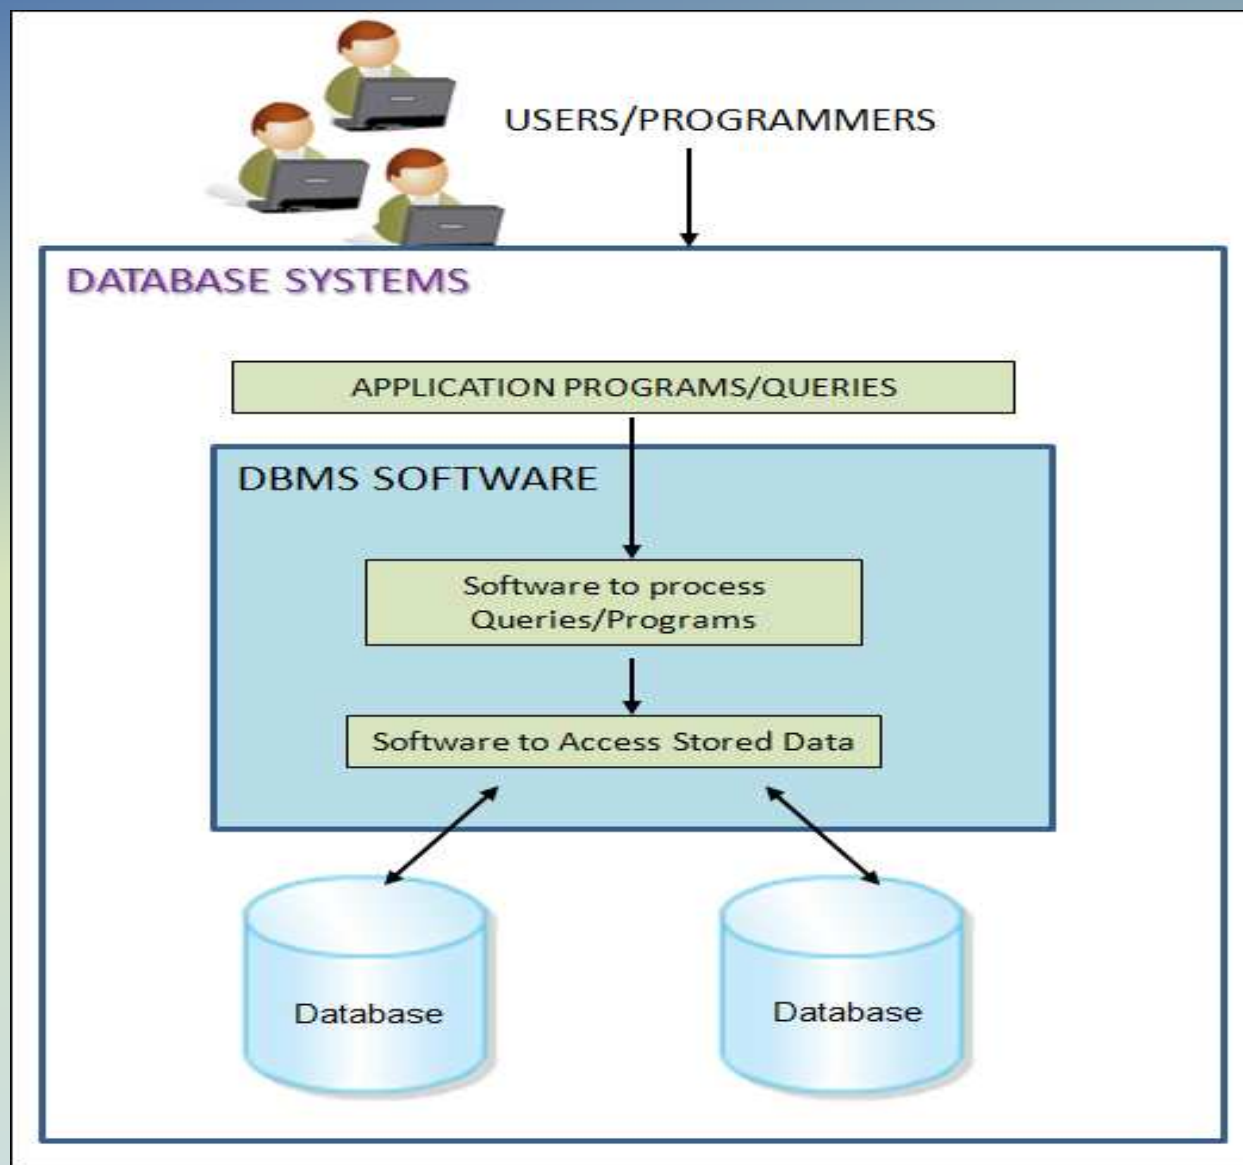 USERS/PROGRAMMERS
DATABASE SYSTEMS
APPLICATION PROGRAMS/QUERIES
DBMS SOFTWARE
Software to process
Queries/Programs
Software to Access Stored Data
Database
Database